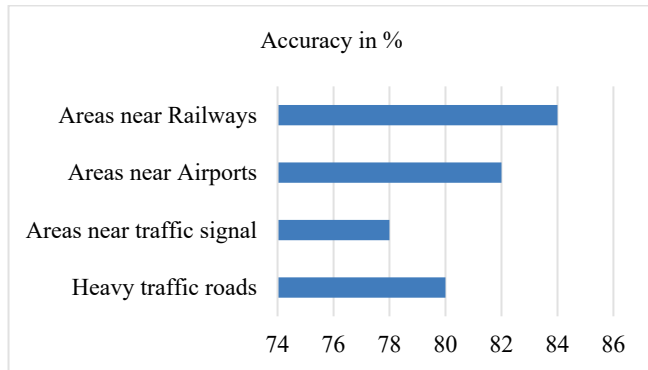 Accuracy in %
Areas near Railways
Areas near Airports
Areas near traffic signal
Heavy traffic roads
74 76 78 80 82 84 86